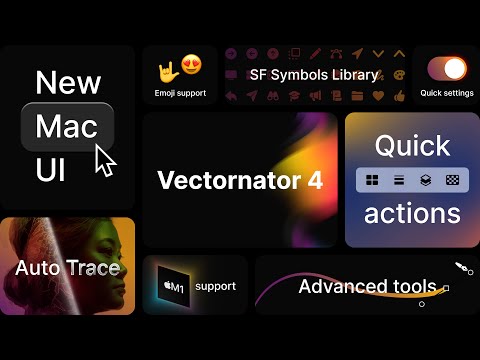 New
Mac
UI
Emoji support
SF Symbols Library
Quick settings
Vectornator 4
Quick
actions
Auto Trace
M1
support
Advanced tools